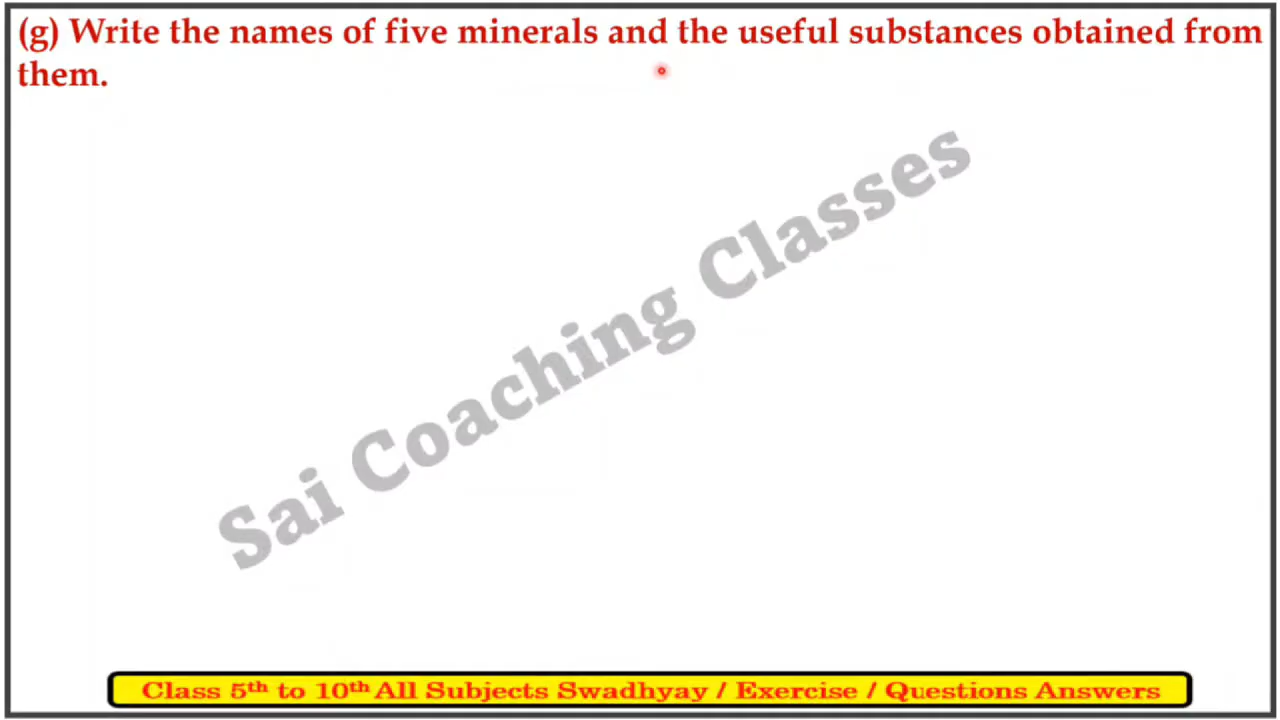 (g) Write the names of five minerals and the useful substances obtained from
them.
Sai Coaching Classes
Class 5th to 10th All Subjects Swadhyay / Exercise / Questions Answers